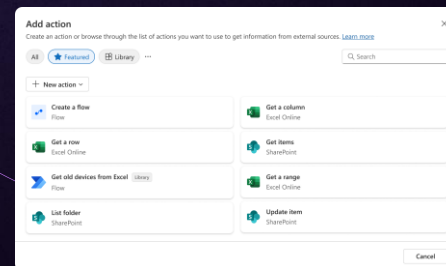 Add action
Create an action or browse through the list of actions you want to use to get information from external sources. Learn more
All
Featured
Library
...
Search
+ New action
Create a flow
Flow
Get a column
Excel Online
Get a row
Excel Online
Get items
SharePoint
Get old devices from Excel Library
Flow
Get a range
Excel Online
List folder
SharePoint
Update item
SharePoint
Cancel